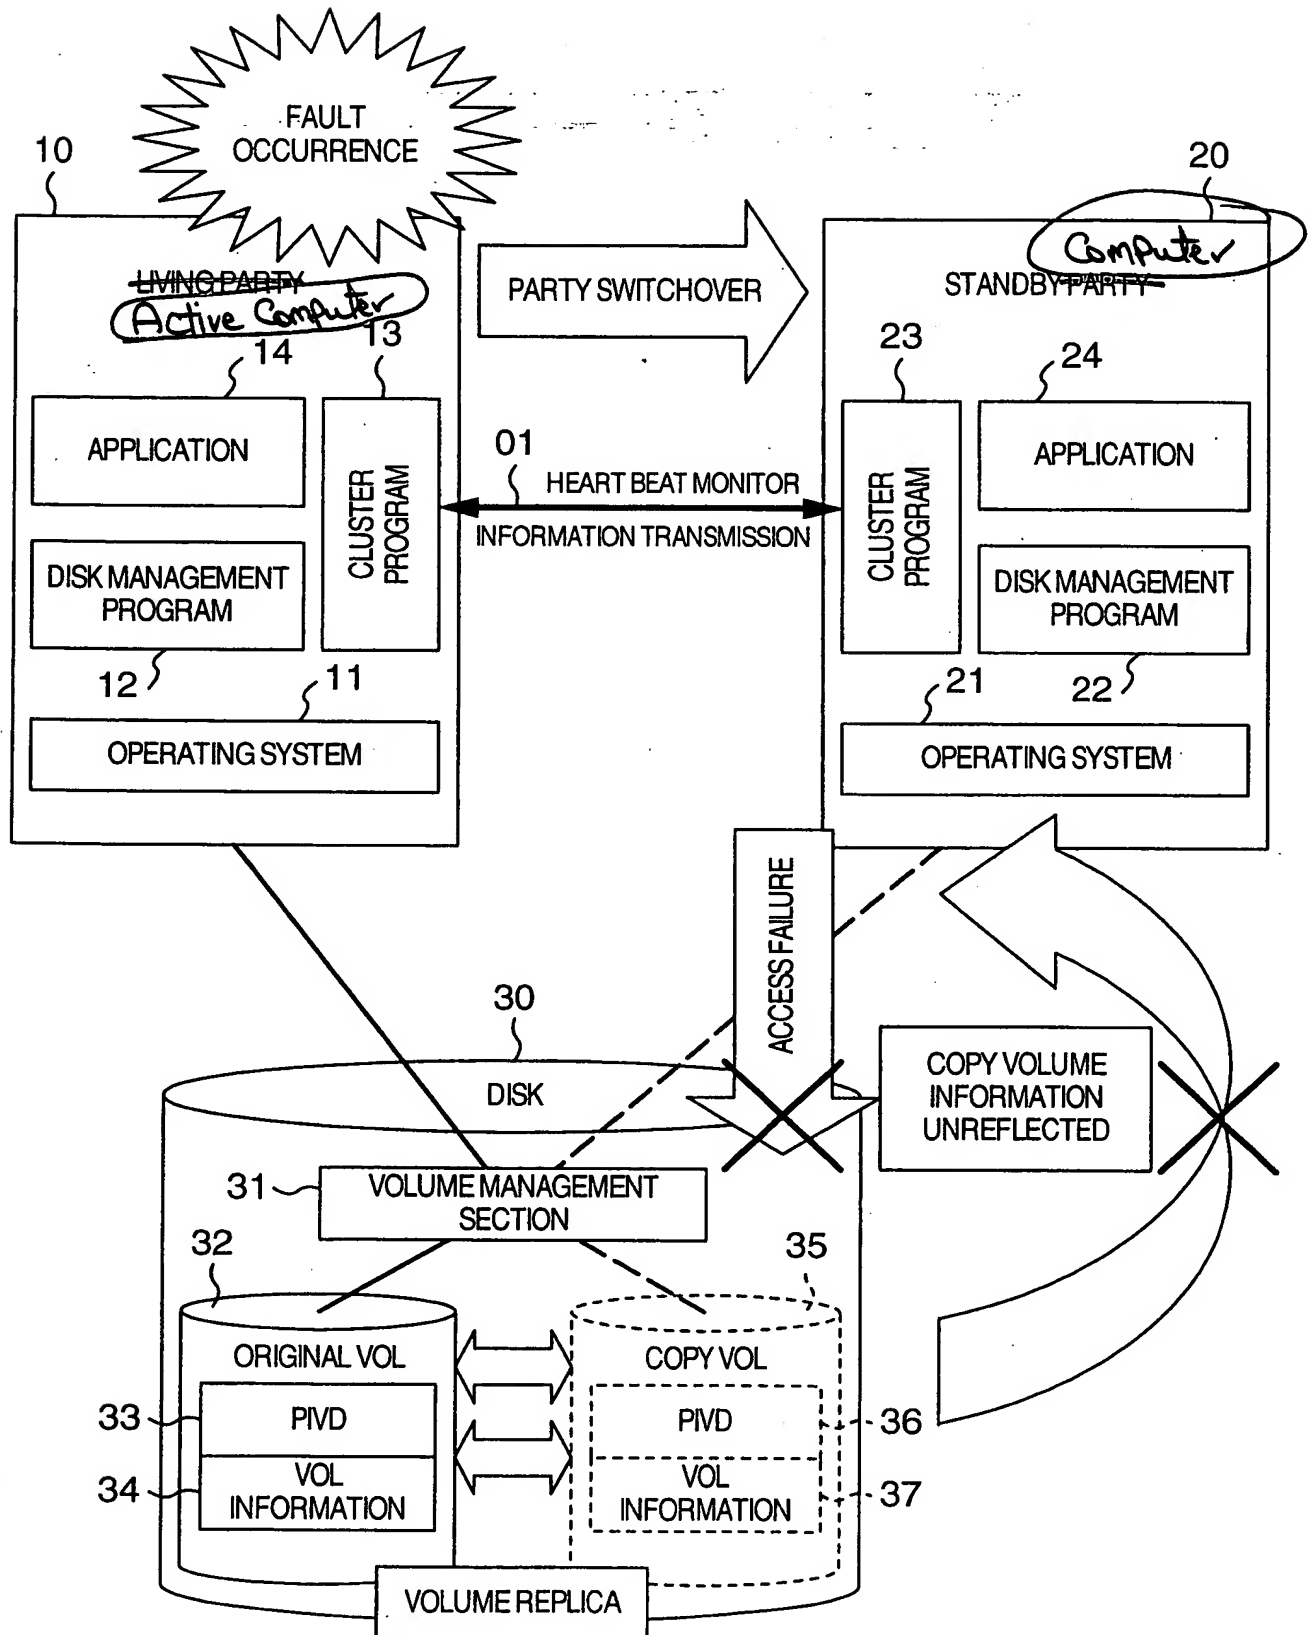 FAULT
OCCURRENCE
10
20
LIVING PARTY
Active Computer
PARTY SWITCHOVER
Computer
STANDBY PARTY
14
13
23
24
APPLICATION
CLUSTER
PROGRAM
01
HEART BEAT MONITOR
INFORMATION TRANSMISSION
CLUSTER
PROGRAM
APPLICATION
DISK MANAGEMENT
PROGRAM
DISK MANAGEMENT
PROGRAM
12
11
21
22
OPERATING SYSTEM
OPERATING SYSTEM
ACCESS FAILURE
30
DISK
COPY VOLUME
INFORMATION
UNREFLECTED
31
VOLUME MANAGEMENT
SECTION
32
35
ORIGINAL VOL
COPY VOL
33
PIVD
PIVD
36
34
VOL
INFORMATION
VOL
INFORMATION
37
VOLUME REPLICA